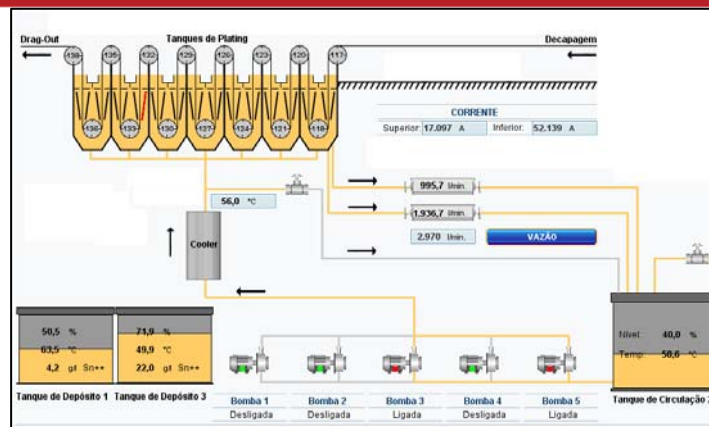 Drag-Out
Tanques de Plating
Decapagem
138 135 132 129 126 123 120 117
136 133 130 127 124 121 118
CORRENTE
Superior: 17.097 A Inferior: 52.139 A
995,7 l/min.
56,0 °C
1.936,7 l/min.
2.970 l/min. VAZÃO
Cooler
50,5 %
63,5 °C
4,2 g/l Sn++
71,9 %
49,9 °C
22,0 g/l Sn++
Nível: 40,0 %
Temp: 50,6 °C
Tanque de Depósito 1
Tanque de Depósito 3
Bomba 1 Bomba 2 Bomba 3 Bomba 4 Bomba 5
Desligada Desligada Ligada Desligada Ligada
Tanque de Circulação 2